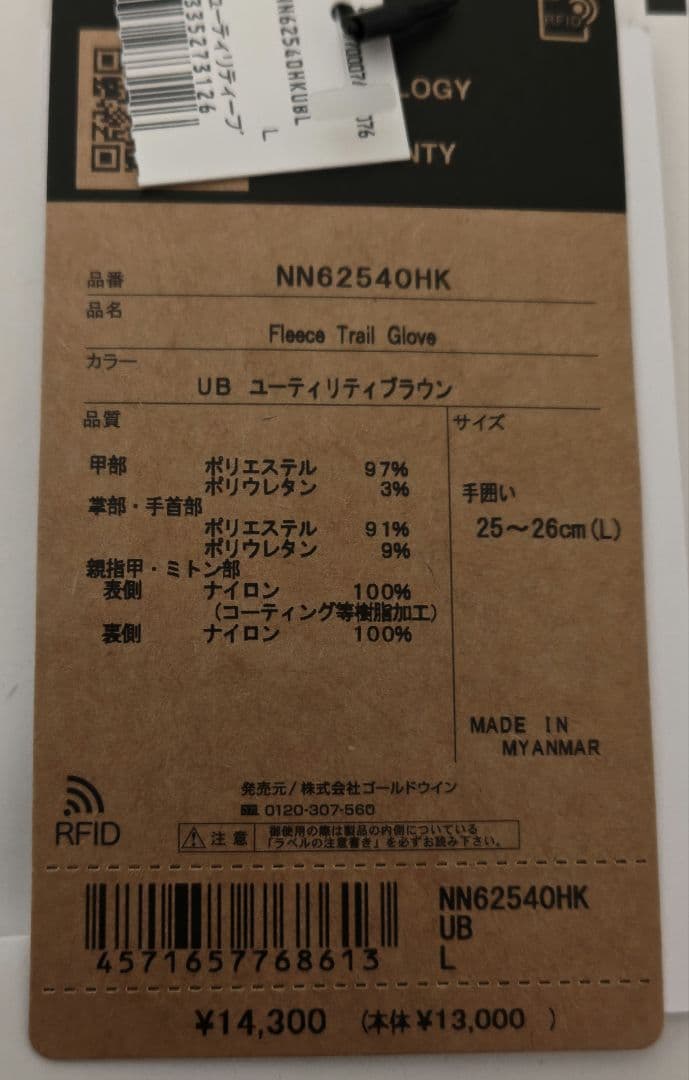 RFID
LOGY
NTY
ユーティリティーブ
335273126
NN62560HKUBL
L
70007/
J76
品番 NN62540HK
品名
Fleece Trail Glove
カラー
UB ユーティリティブラウン
品質
サイズ
甲部 ポリエステル 97%
ポリウレタン 3%
掌部・手首部
ポリエステル 91%
ポリウレタン 9%
親指甲・ミトン部
表側 ナイロン 100%
(コーティング等樹脂加工)
裏側 ナイロン 100%
手囲い
25〜26cm(L)
MADE IN
MYANMAR
RFID
発売元/株式会社ゴールドウイン
0120-307-560
注意
御使用の際は製品の内側についている
「ラベルの注意書き」を必ずお読み下さい。
4571657768613
NN62540HK
UB
L
¥14,300 (本体¥13,000 )